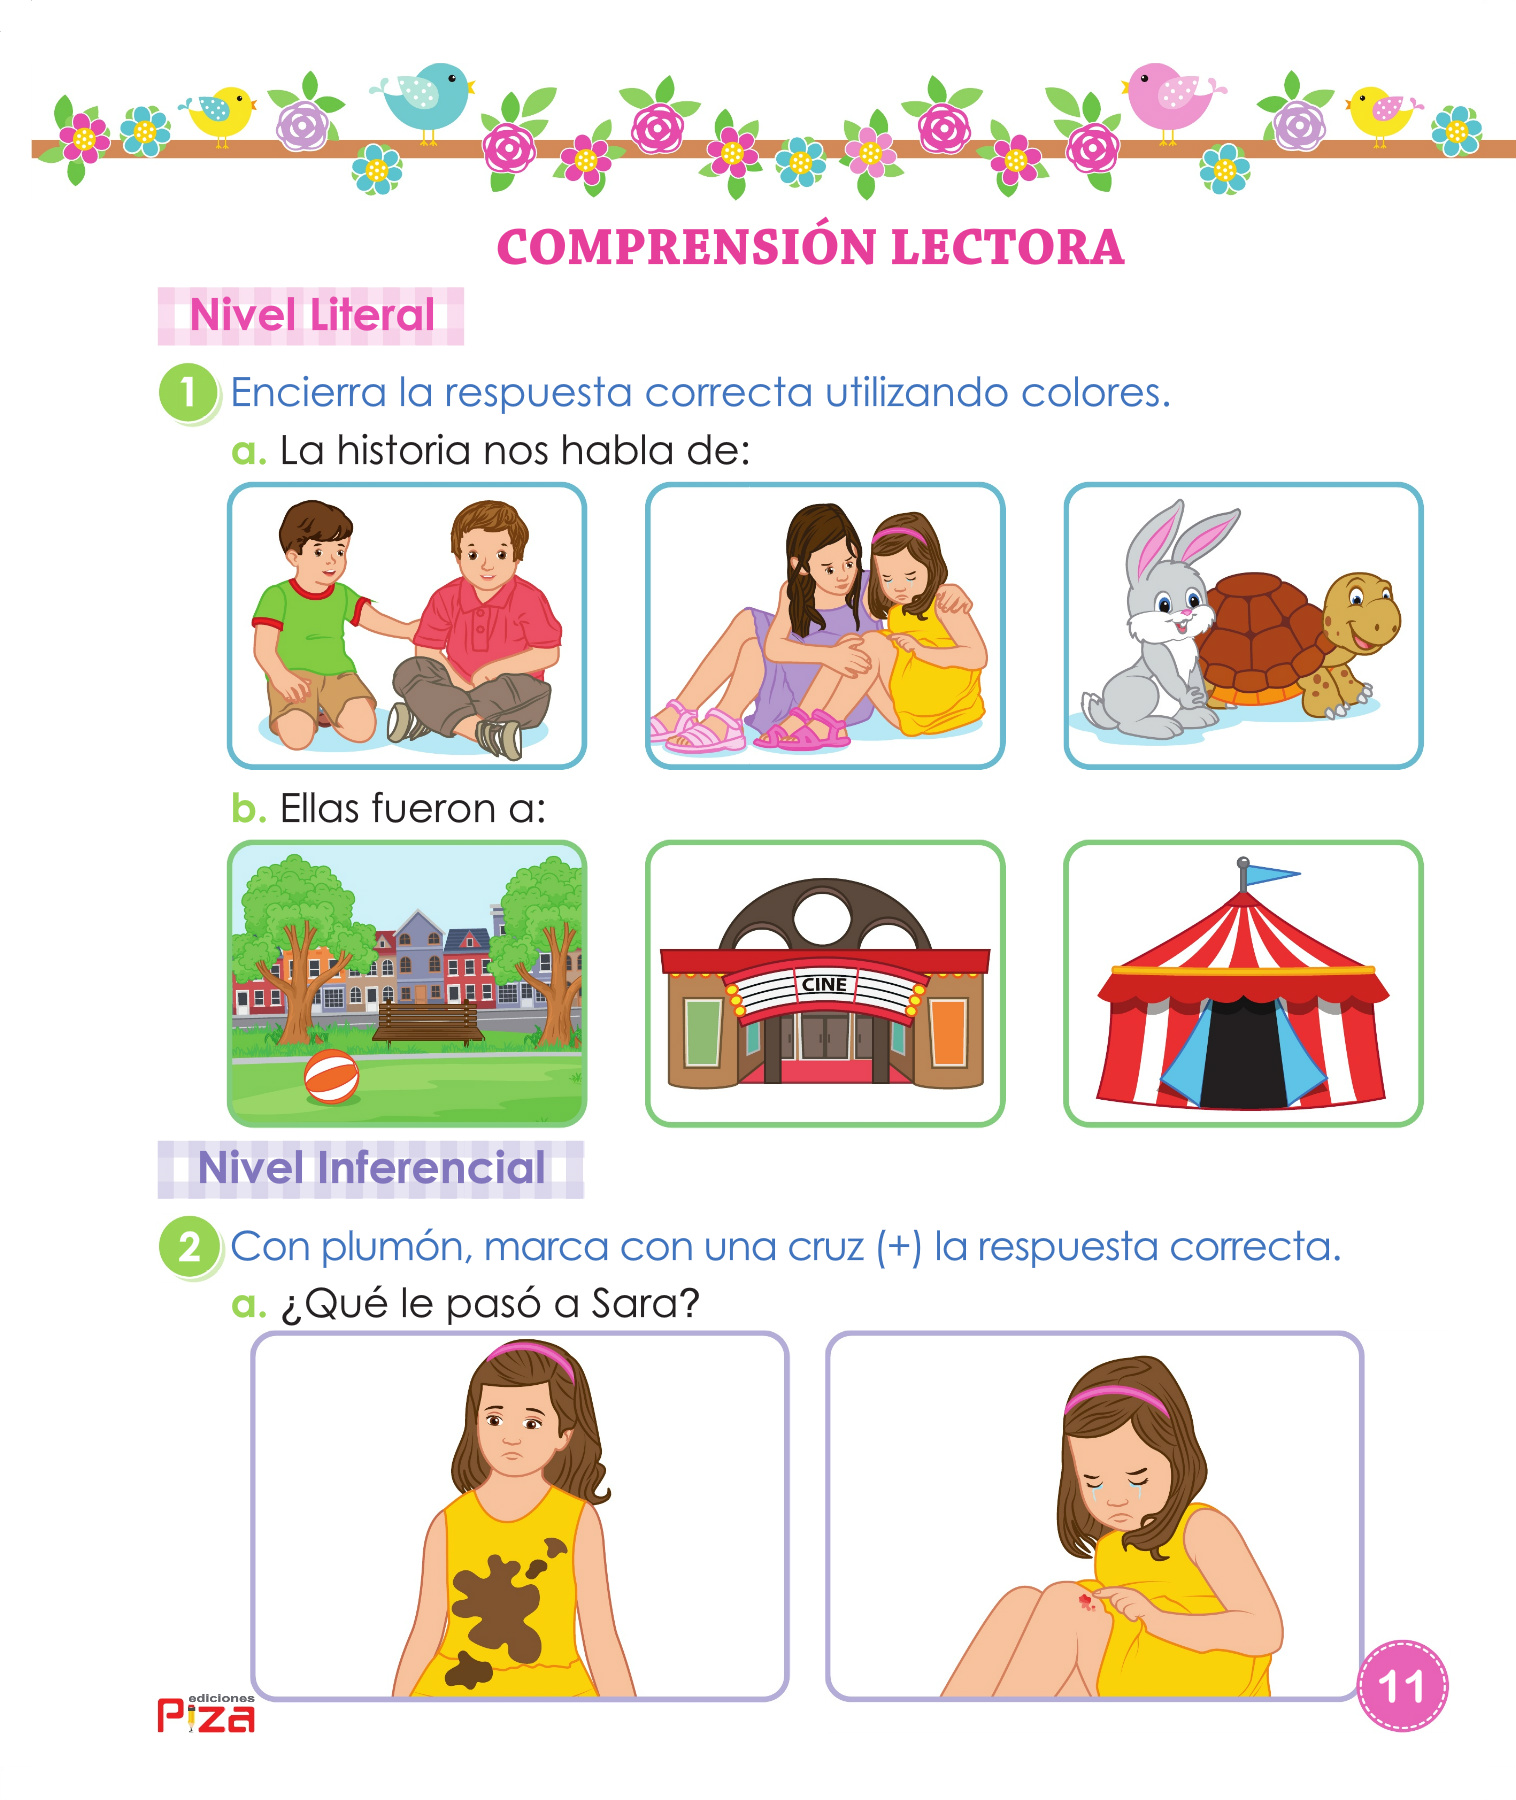 COMPRENSIÓN LECTORA
Nivel Literal
1 Encierra la respuesta correcta utilizando colores.
a. La historia nos habla de:
b. Ellas fueron a:
CINE
Nivel Inferencial
2 Con plumón, marca con una cruz (+) la respuesta correcta.
a. ¿Qué le pasó a Sara?
ediciones
Piza
11